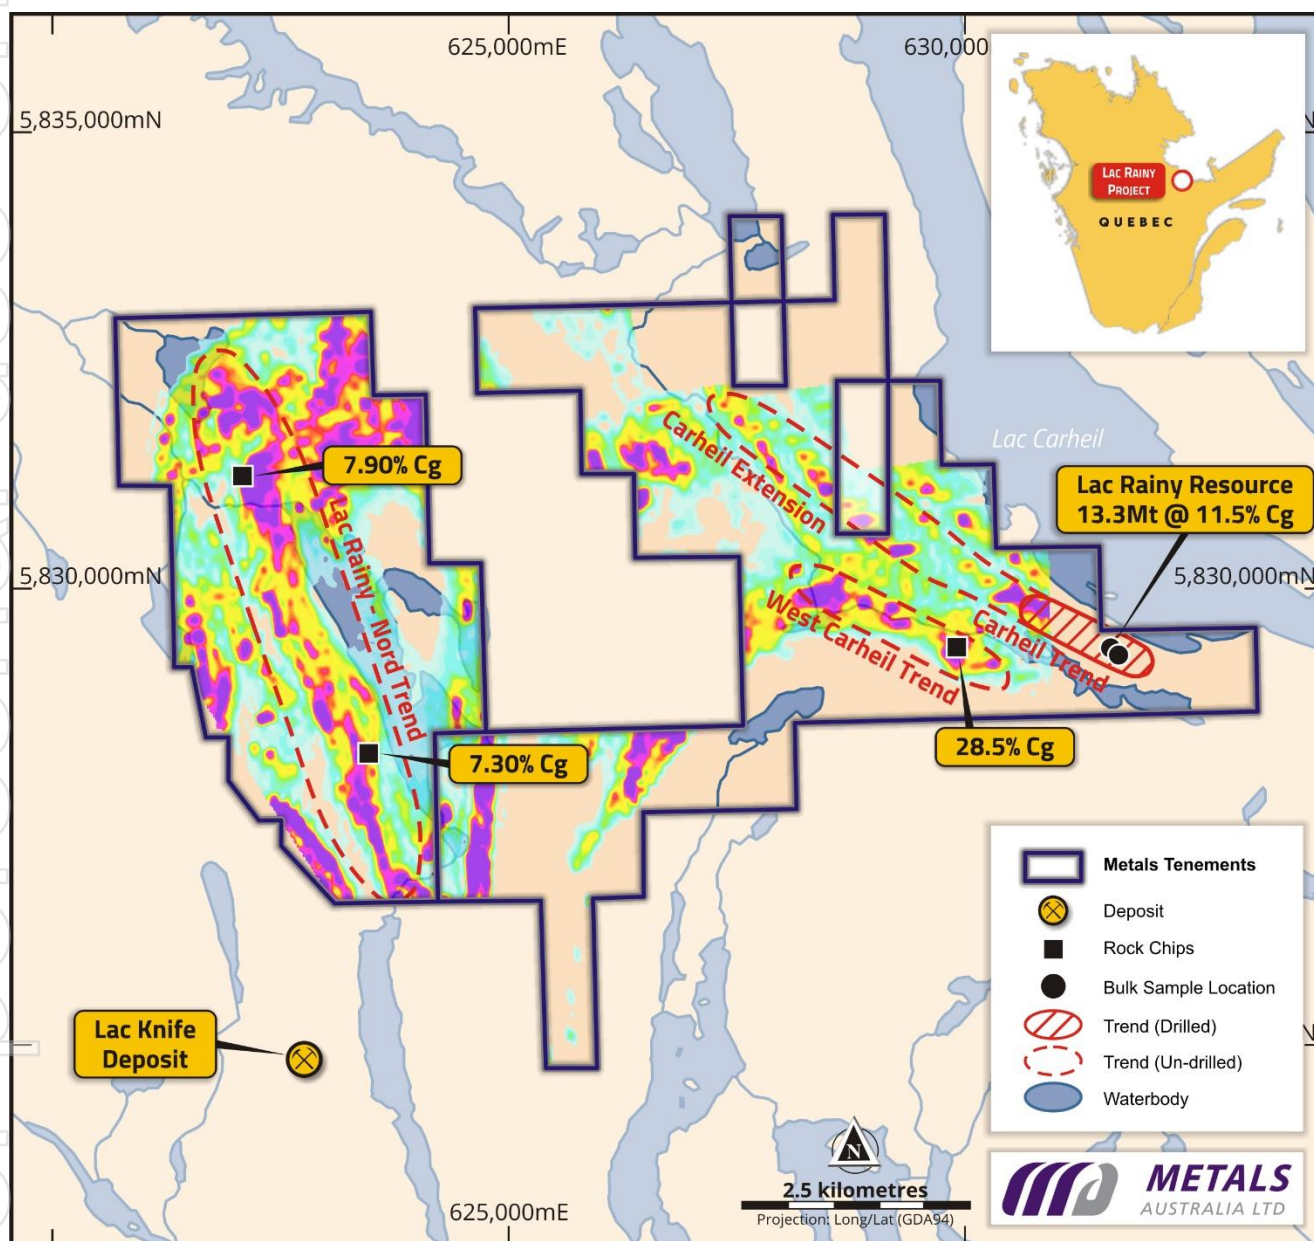 625,000mE
630,000
5,835,000mN
LAC RAINY
PROJECT
QUEBEC
Lac Carheil
7.90% Cg
Carheil Extension
Lac Rainy Resource
13.3Mt @ 11.5% Cg
Lac Rainy - Nord Trend
5,830,000mN
5,830,000mN
West Carheil Trend
Carheil Trend
28.5% Cg
7.30% Cg
Metals Tenements
Deposit
Rock Chips
Bulk Sample Location
Trend (Drilled)
Trend (Un-drilled)
Waterbody
Lac Knife
Deposit
N
2.5 kilometres
Projection: Long/Lat (GDA94)
625,000mE
METALS
AUSTRALIA LTD